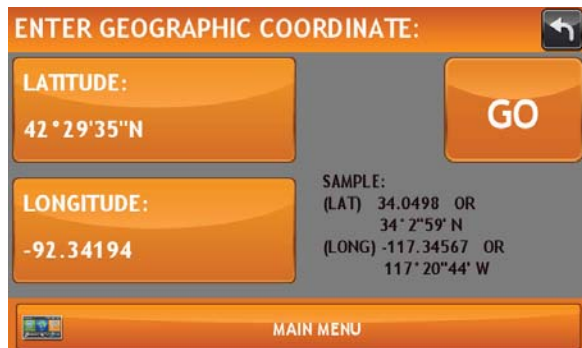 ENTER GEOGRAPHIC COORDINATE:
LATITUDE:
42°29'35"N
GO
LONGITUDE:
-92.34194
SAMPLE:
(LAT) 34.0498 OR
34°2"59' N
(LONG) -117.34567 OR
117°20"44' W
MAIN MENU